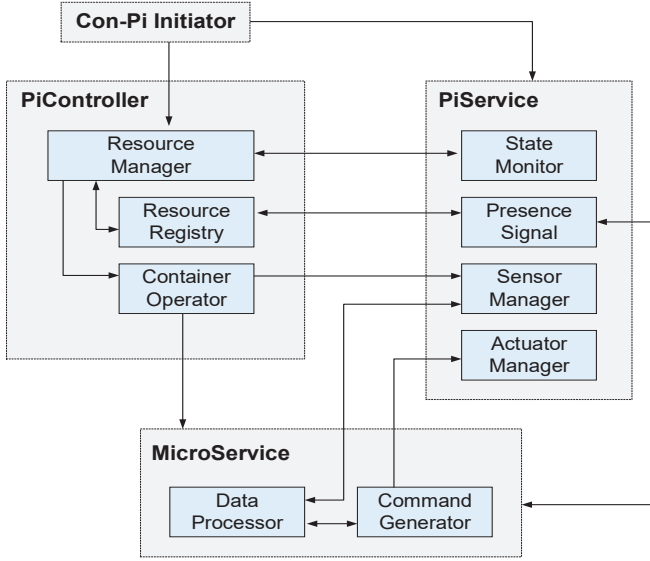 Con-Pi Initiator
PiController
Resource
Manager
Resource
Registry
Container
Operator
PiService
State
Monitor
Presence
Signal
Sensor
Manager
Actuator
Manager
MicroService
Data
Processor
Command
Generator